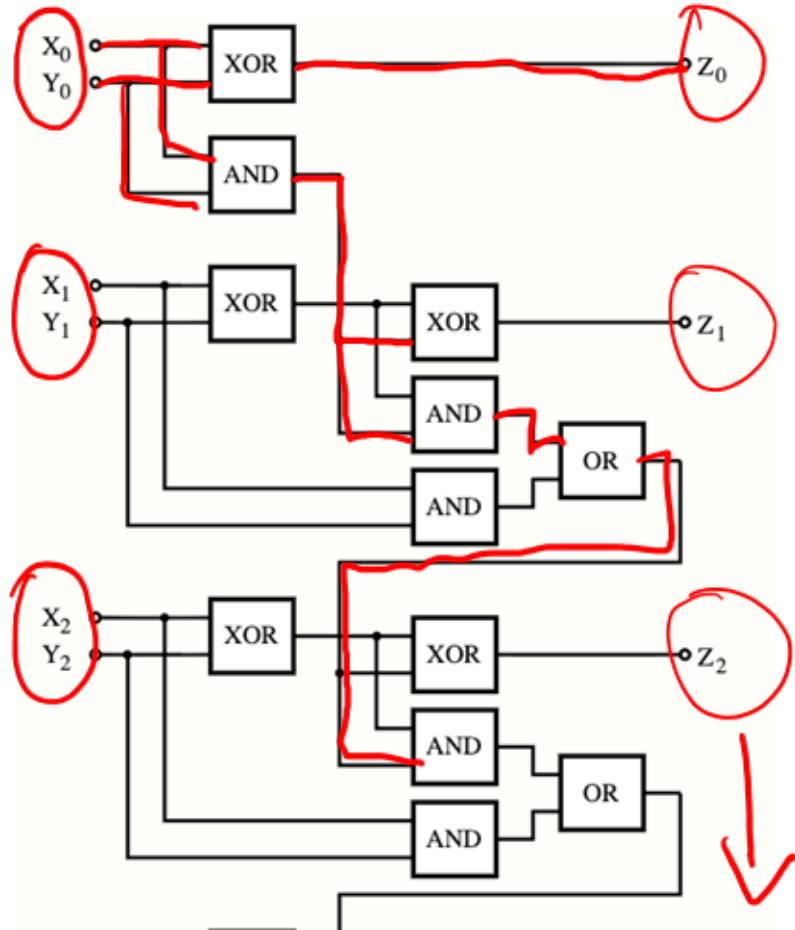 X₀ XOR Z₀
Y₀
AND
X₁ XOR
Y₁ XOR Z₁
AND
OR
AND
X₂ XOR
Y₂ XOR Z₂
AND
OR
AND